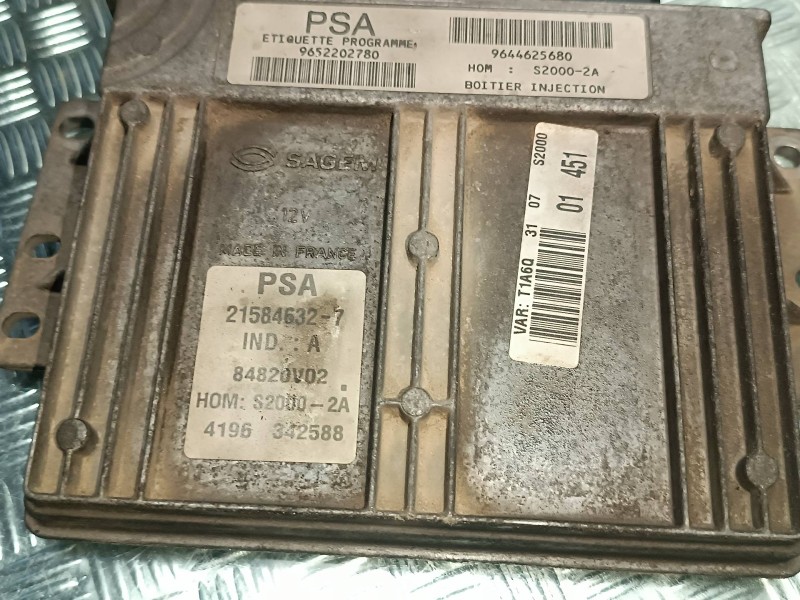 PSA
ETIQUETTE PROGRAMME
9652202780
9644625680
HOM : S2000-2A
BOITIER INJECTION
SAGEM
12V
MADE IN FRANCE
PSA
21584632-7
IND. : A
84820V02 .
HOM: S2000-2A
4196 342588
VAR: T1A6Q 31 07 S2000
01 451